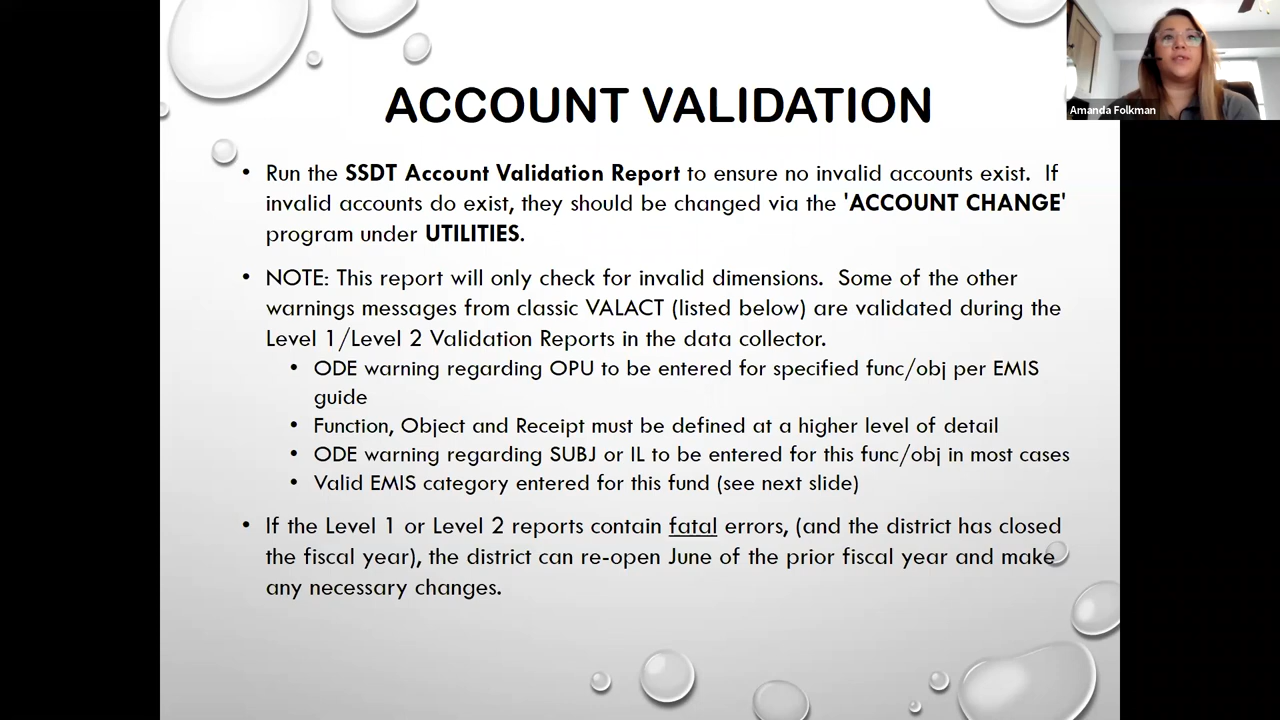 Amanda Folkman
ACCOUNT VALIDATION
• Run the SSDT Account Validation Report to ensure no invalid accounts exist. If
invalid accounts do exist, they should be changed via the 'ACCOUNT CHANGE'
program under UTILITIES.
• NOTE: This report will only check for invalid dimensions. Some of the other
warnings messages from classic VALACT (listed below) are validated during the
Level 1/Level 2 Validation Reports in the data collector.
• ODE warning regarding OPU to be entered for specified func/obj per EMIS
guide
• Function, Object and Receipt must be defined at a higher level of detail
• ODE warning regarding SUBJ or IL to be entered for this func/obj in most cases
• Valid EMIS category entered for this fund (see next slide)
• If the Level 1 or Level 2 reports contain fatal errors, (and the district has closed
the fiscal year), the district can re-open June of the prior fiscal year and make
any necessary changes.